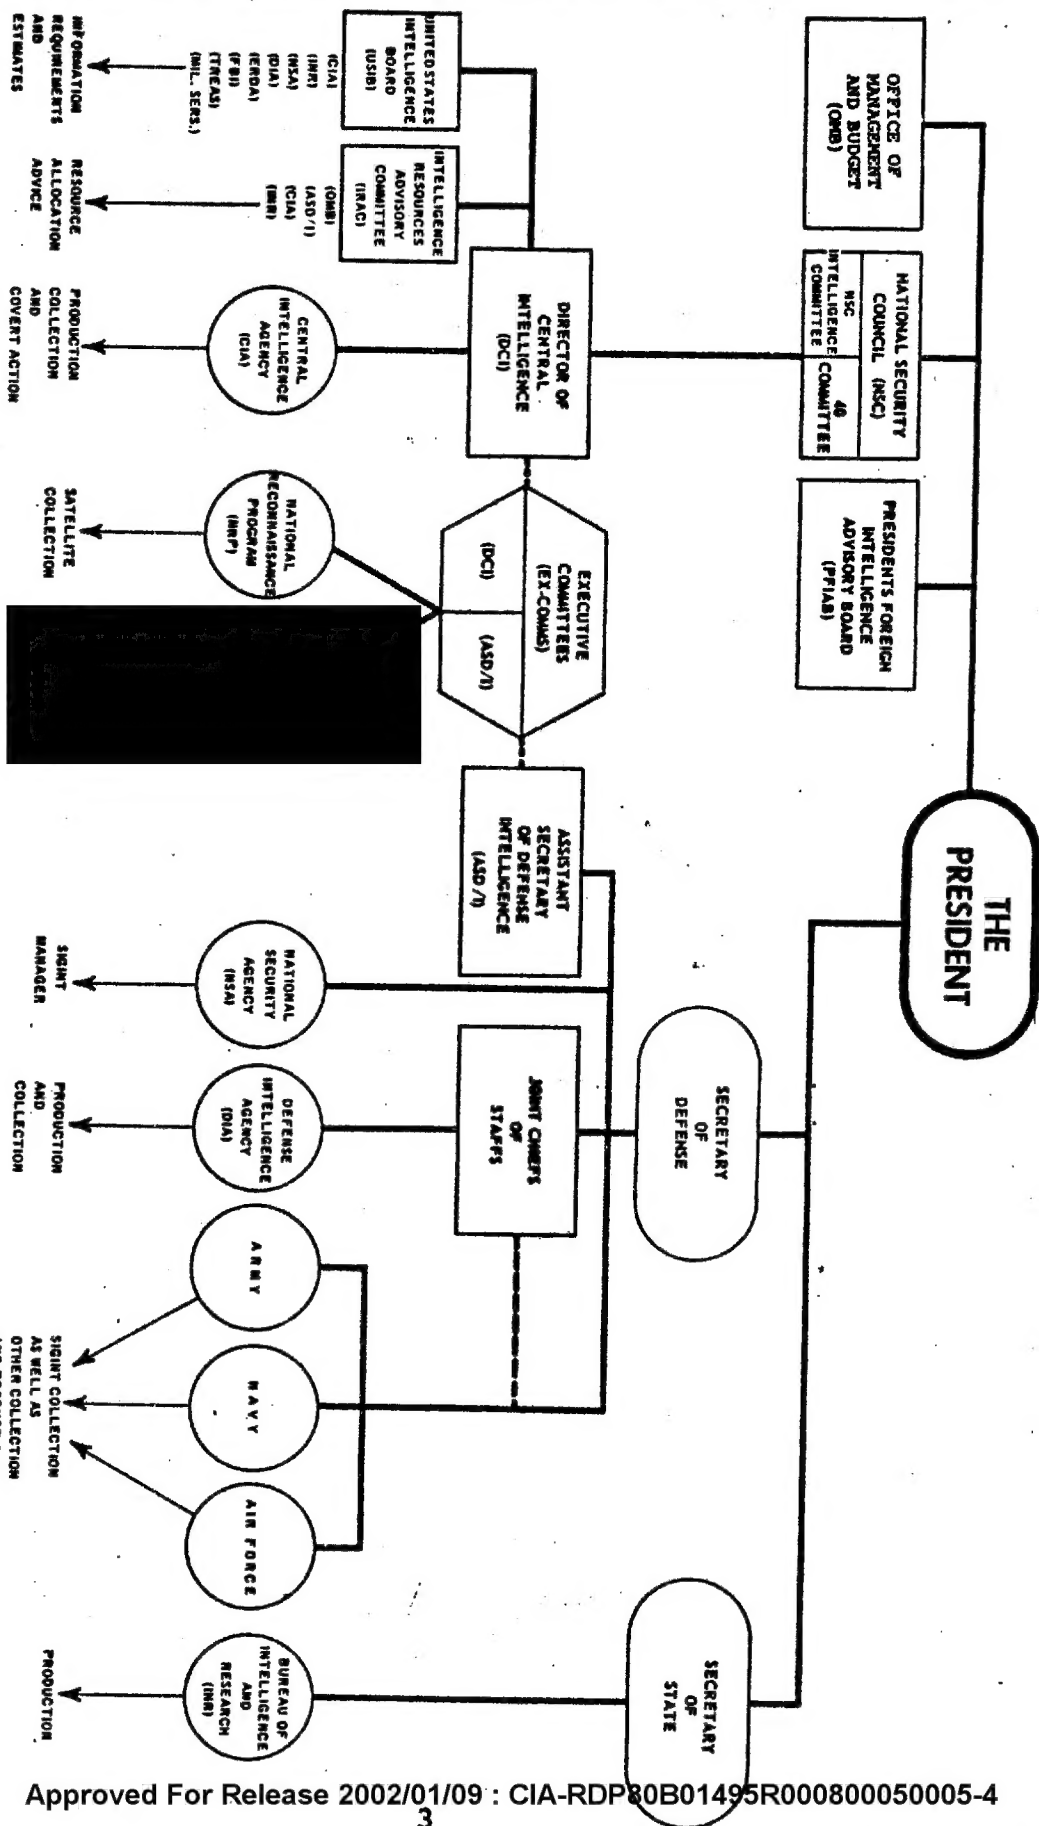 THE
PRESIDENT
OFFICE OF
MANAGEMENT
AND BUDGET
(OMB)
NATIONAL SECURITY
COUNCIL (NSC)
NSC
INTELLIGENCE
COMMITTEE
40
COMMITTEE
PRESIDENTS FOREIGN
INTELLIGENCE
ADVISORY BOARD
(PFIAB)
SECRETARY
OF
DEFENSE
SECRETARY
OF
STATE
UNITED STATES
INTELLIGENCE
BOARD
(USIB)
(CIA)
(INR)
(NSA)
(DIA)
(ERDA)
(FBI)
(TREAS)
(MIL. SERS.)
INFORMATION
REQUIREMENTS
AND
ESTIMATES
INTELLIGENCE
RESOURCES
ADVISORY
COMMITTEE
(IRAC)
(OMB)
(ASD/I)
(CIA)
(INR)
RESOURCE
ALLOCATION
ADVICE
DIRECTOR OF
CENTRAL
INTELLIGENCE
(DCI)
EXECUTIVE
COMMITTEES
(EX-COMMS)
(DCI)
(ASD/I)
ASSISTANT
SECRETARY
OF DEFENSE
INTELLIGENCE
(ASD/I)
JOINT CHIEFS
OF
STAFFS
CENTRAL
INTELLIGENCE
AGENCY
(CIA)
PRODUCTION
COLLECTION
AND
COVERT ACTION
NATIONAL
RECONNAISSANCE
PROGRAM
(NRP)
SATELLITE
COLLECTION
NATIONAL
SECURITY
AGENCY
(NSA)
SIGINT
MANAGER
DEFENSE
INTELLIGENCE
AGENCY
(DIA)
PRODUCTION
AND
COLLECTION
ARMY
NAVY
AIR FORCE
SIGINT COLLECTION
AS WELL AS
OTHER COLLECTION
BUREAU OF
INTELLIGENCE
AND
RESEARCH
(INR)
PRODUCTION
Approved For Release 2002/01/09 : CIA-RDP80B01495R000800050005-4
3